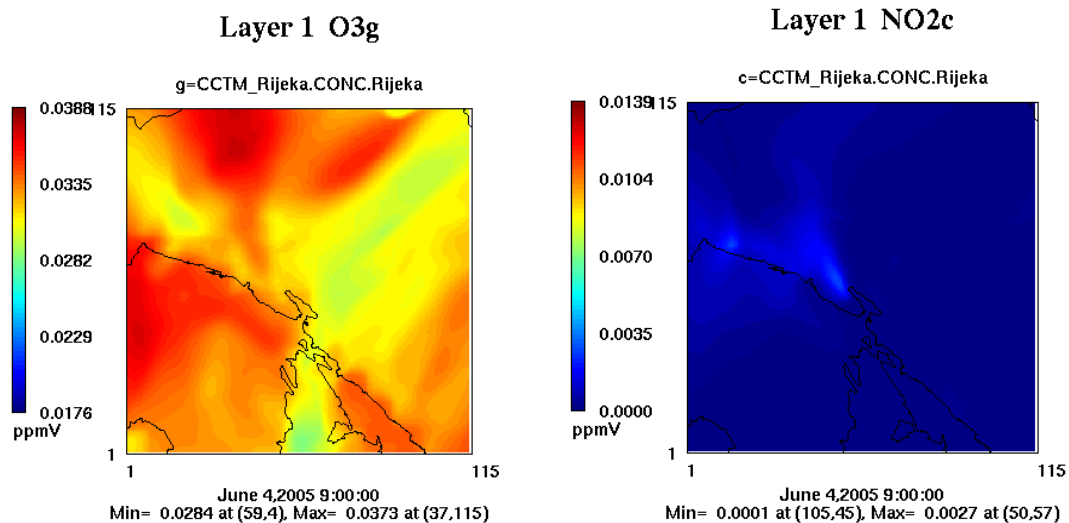 Layer 1 O3g
g=CCTM_Rijeka.CONC.Rijeka
0.0388
0.0335
0.0282
0.0229
0.0176
ppmV
115
1
1
115
June 4,2005 9:00:00
Min= 0.0284 at (59,4), Max= 0.0373 at (37,115)
Layer 1 NO2c
c=CCTM_Rijeka.CONC.Rijeka
0.0139
0.0104
0.0070
0.0035
0.0000
ppmV
115
1
1
115
June 4,2005 9:00:00
Min= 0.0001 at (105,45), Max= 0.0027 at (50,57)